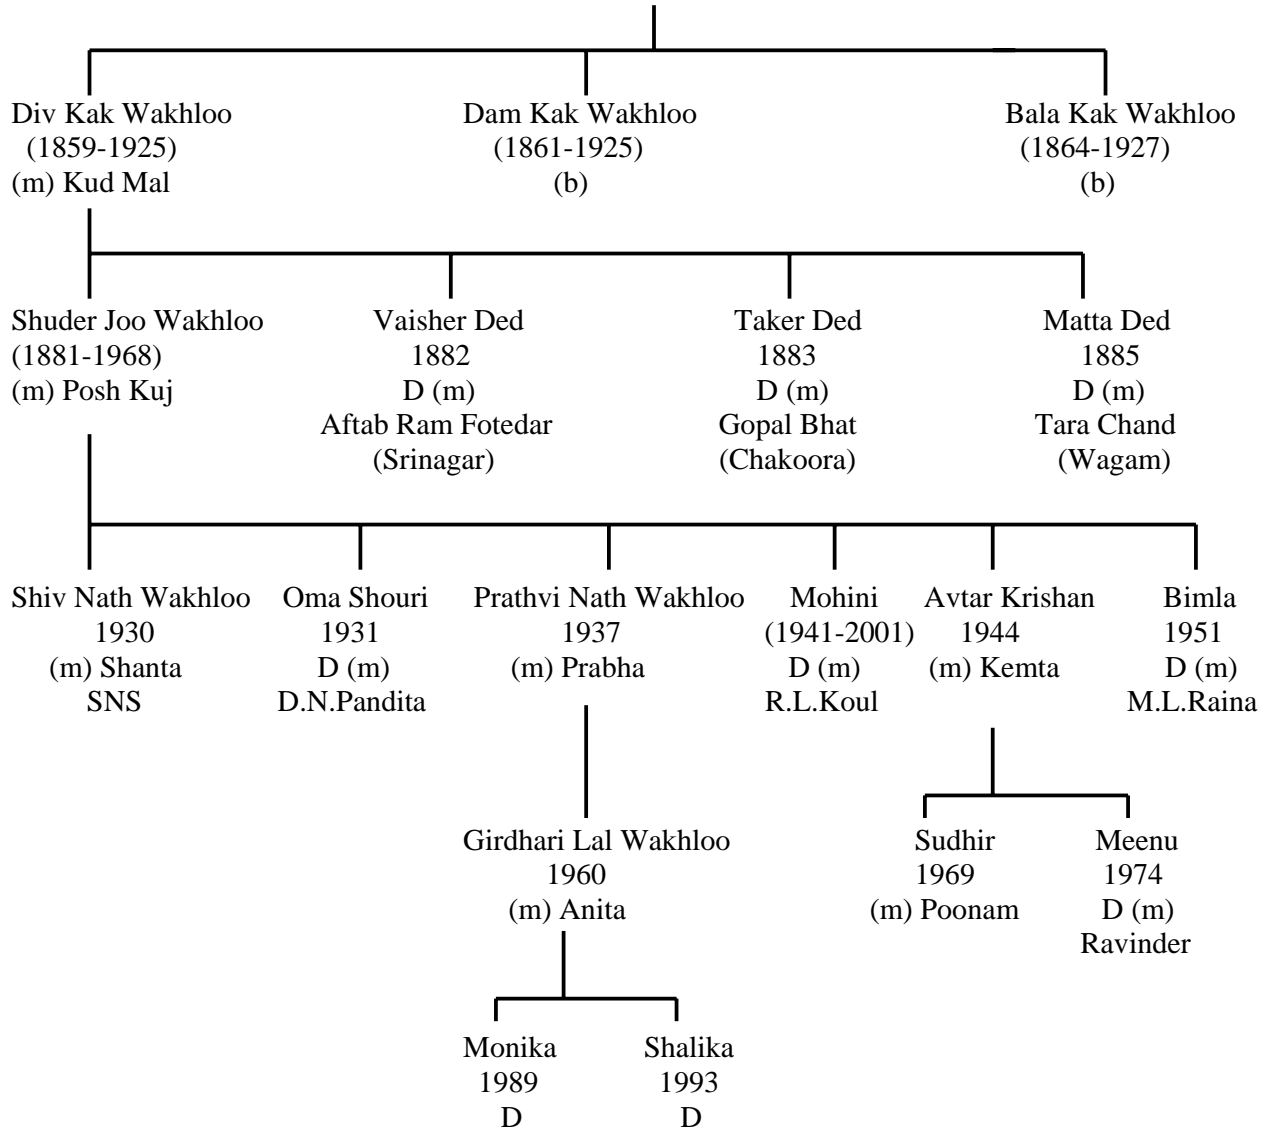 Div Kak Wakhloo
(1859-1925)
(m) Kud Mal
Dam Kak Wakhloo
(1861-1925)
(b)
Bala Kak Wakhloo
(1864-1927)
(b)
Shuder Joo Wakhloo
(1881-1968)
(m) Posh Kuj
Vaisher Ded
1882
D (m)
Aftab Ram Fotedar
(Srinagar)
Taker Ded
1883
D (m)
Gopal Bhat
(Chakoora)
Matta Ded
1885
D (m)
Tara Chand
(Wagam)
Shiv Nath Wakhloo
1930
(m) Shanta
SNS
Oma Shouri
1931
D (m)
D.N.Pandita
Prathvi Nath Wakhloo
1937
(m) Prabha
Mohini
(1941-2001)
D (m)
R.L.Koul
Avtar Krishan
1944
(m) Kemta
Bimla
1951
D (m)
M.L.Raina
Girdhari Lal Wakhloo
1960
(m) Anita
Sudhir
1969
(m) Poonam
Meenu
1974
D (m)
Ravinder
Monika
1989
D
Shalika
1993
D